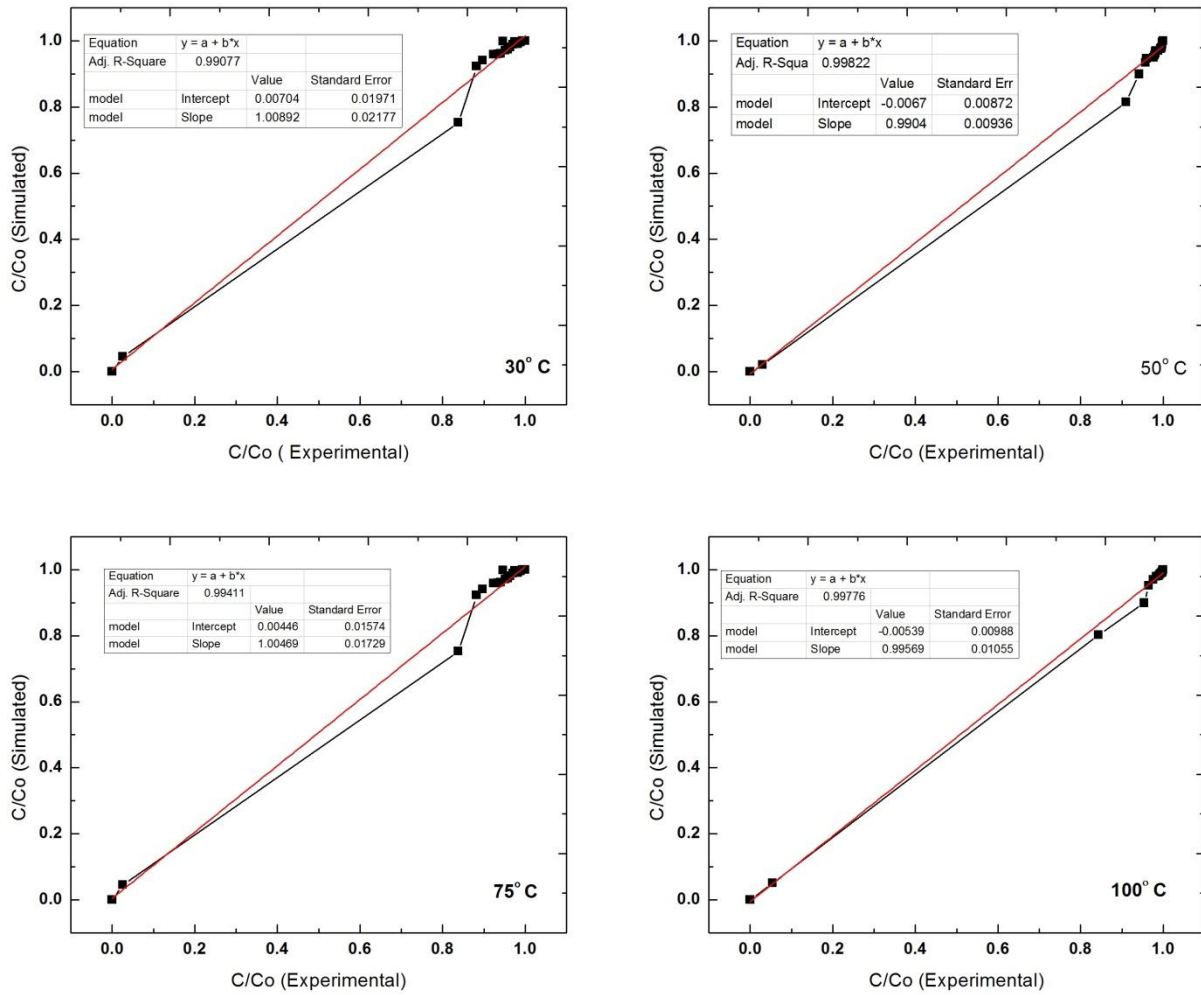 Equation y = a + b*x
Adj. R-Square 0.99077
Value Standard Error
model Intercept 0.00704 0.01971
model Slope 1.00892 0.02177
1.0
0.8
0.6
0.4
0.2
0.0
C/Co (Simulated)
30° C
0.0 0.2 0.4 0.6 0.8 1.0
C/Co ( Experimental)
Equation y = a + b*x
Adj. R-Squa 0.99822
Value Standard Err
model Intercept -0.0067 0.00872
model Slope 0.9904 0.00936
1.0
0.8
0.6
0.4
0.2
0.0
C/Co (Simulated)
50° C
0.0 0.2 0.4 0.6 0.8 1.0
C/Co (Experimental)
Equation y = a + b*x
Adj. R-Square 0.99411
Value Standard Error
model Intercept 0.00446 0.01574
model Slope 1.00469 0.01729
1.0
0.8
0.6
0.4
0.2
0.0
C/Co (Simulated)
75° C
0.0 0.2 0.4 0.6 0.8 1.0
C/Co (Experimental)
Equation y = a + b*x
Adj. R-Square 0.99776
Value Standard Error
model Intercept -0.00539 0.00988
model Slope 0.99569 0.01055
1.0
0.8
0.6
0.4
0.2
0.0
C/Co (Simulated)
100° C
0.0 0.2 0.4 0.6 0.8 1.0
C/Co (Experimental)